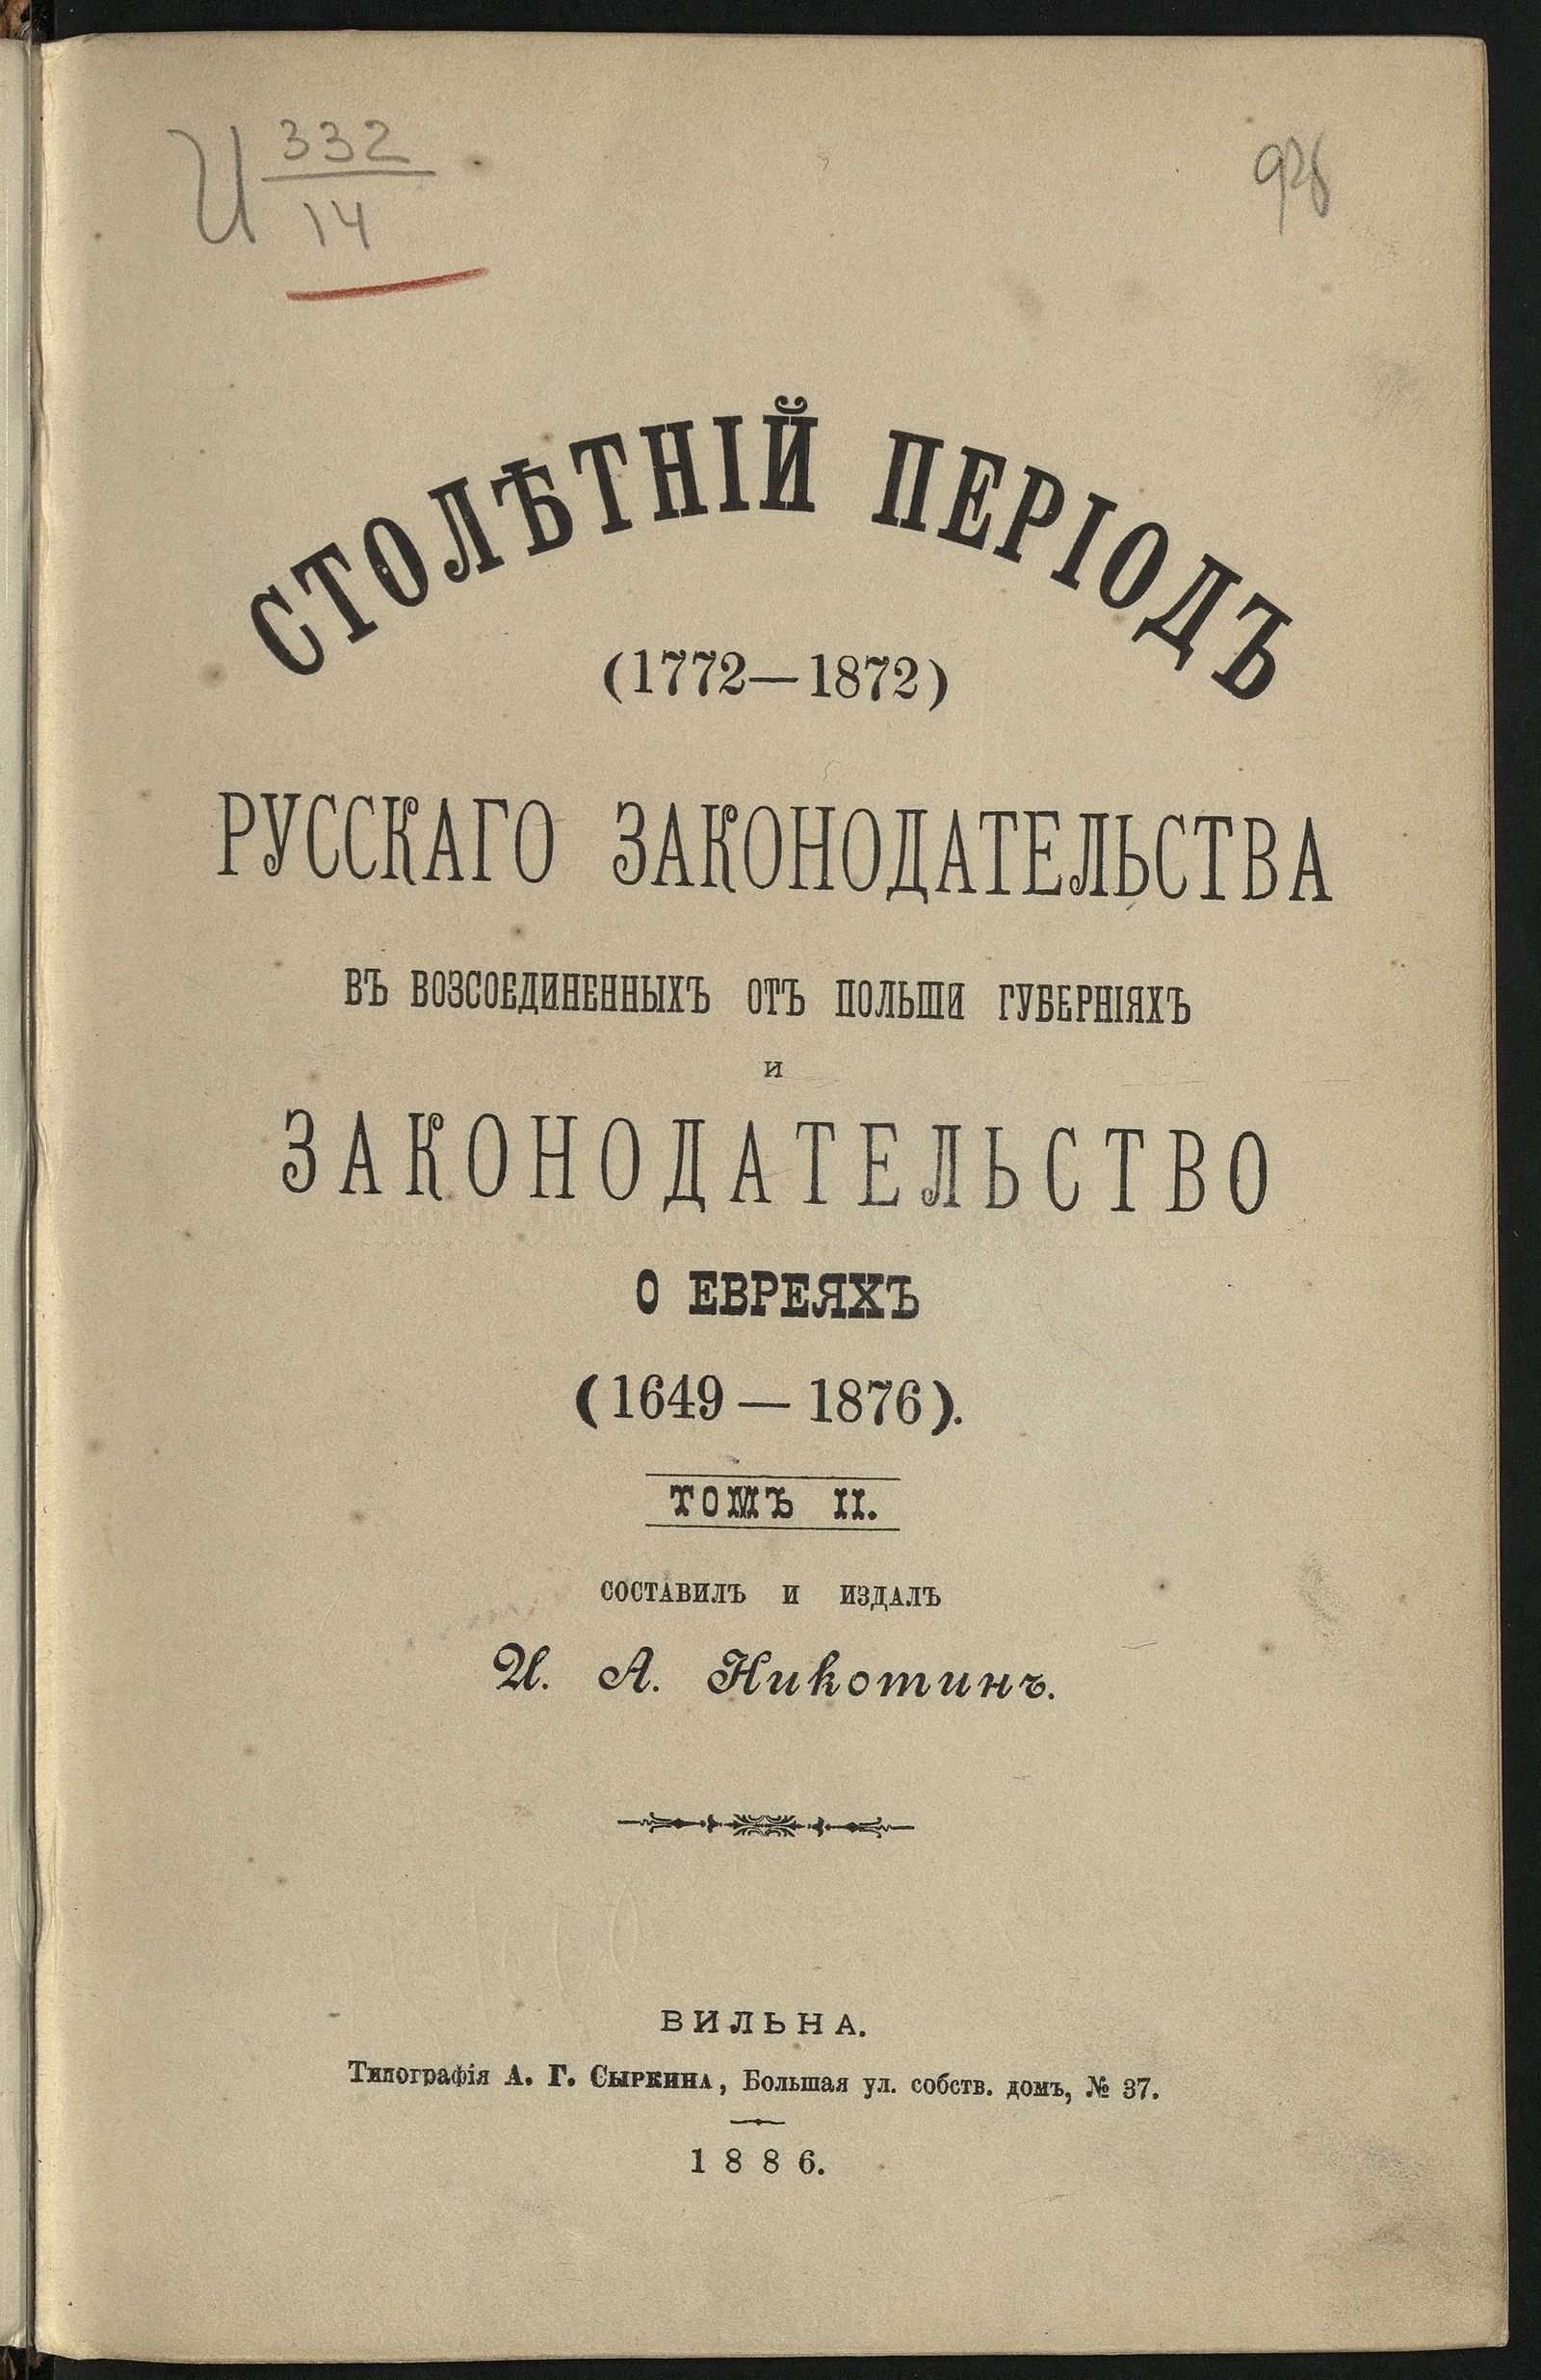 И 332
14
928
СТОЛѢТНІЙ ПЕРІОДЪ
(1772—1872)
РУССКАГО ЗАКОНОДАТЕЛЬСТВА
ВЪ ВОЗСОЕДИНЕННЫХЪ ОТЪ ПОЛЬШИ ГУБЕРНІЯХЪ
И
ЗАКОНОДАТЕЛЬСТВО
О ЕВРЕЯХЪ
(1649 — 1876).
ТОМЪ II.
СОСТАВИЛЪ И ИЗДАЛЪ
И. А. Никотинъ.
ВИЛЬНА.
Типографія А. Г. Сыркина, Большая ул. собств. домъ, № 37.
1886.